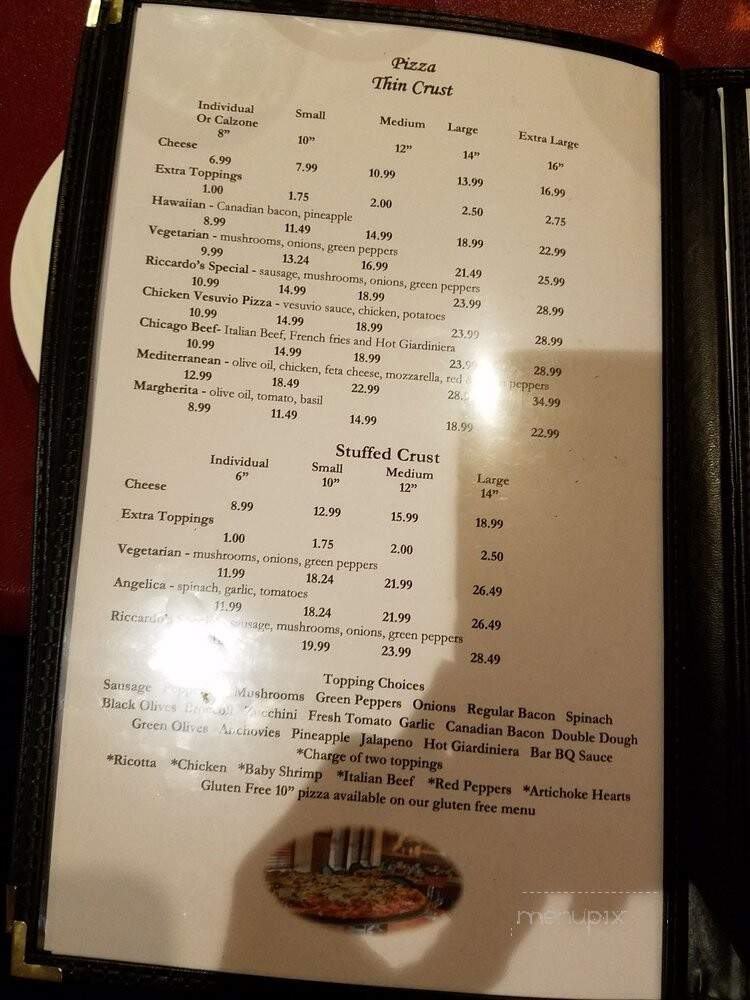 Pizza
Thin Crust
Individual Or Calzone 8" Small 10" Medium 12" Large 14" Extra Large 16"
Cheese
6.99 7.99 10.99 13.99 16.99
Extra Toppings
1.00 1.75 2.00 2.50 2.75
Hawaiian - Canadian bacon, pineapple
8.99 11.49 14.99 18.99 22.99
Vegetarian - mushrooms, onions, green peppers
9.99 13.24 16.99 21.49 25.99
Riccardo's Special - sausage, mushrooms, onions, green peppers
10.99 14.99 18.99 23.99 28.99
Chicken Vesuvio Pizza - vesuvio sauce, chicken, potatoes
10.99 14.99 18.99 23.99 28.99
Chicago Beef- Italian Beef, French fries and Hot Giardiniera
10.99 14.99 18.99 23.99 28.99
Mediterranean - olive oil, chicken, feta cheese, mozzarella, red & peppers
12.99 18.49 22.99 34.99
Margherita - olive oil, tomato, basil
8.99 11.49 14.99 18.99 22.99
Stuffed Crust
Individual 6" Small 10" Medium 12" Large 14"
Cheese
8.99 12.99 15.99 18.99
Extra Toppings
1.00 1.75 2.00 2.50
Vegetarian - mushrooms, onions, green peppers
11.99 18.24 21.99 26.49
Angelica - spinach, garlic, tomatoes
11.99 18.24 21.99 26.49
Riccardo's sausage, mushrooms, onions, green peppers
19.99 23.99 28.49
Topping Choices
Sausage Mushrooms Green Peppers Onions Regular Bacon Spinach
Black Olives Broccoli Zucchini Fresh Tomato Garlic Canadian Bacon Double Dough
Green Olives Anchovies Pineapple Jalapeno Hot Giardiniera Bar BQ Sauce
*Charge of two toppings
*Ricotta *Chicken *Baby Shrimp *Italian Beef *Red Peppers *Artichoke Hearts
Gluten Free 10" pizza available on our gluten free menu
menupix